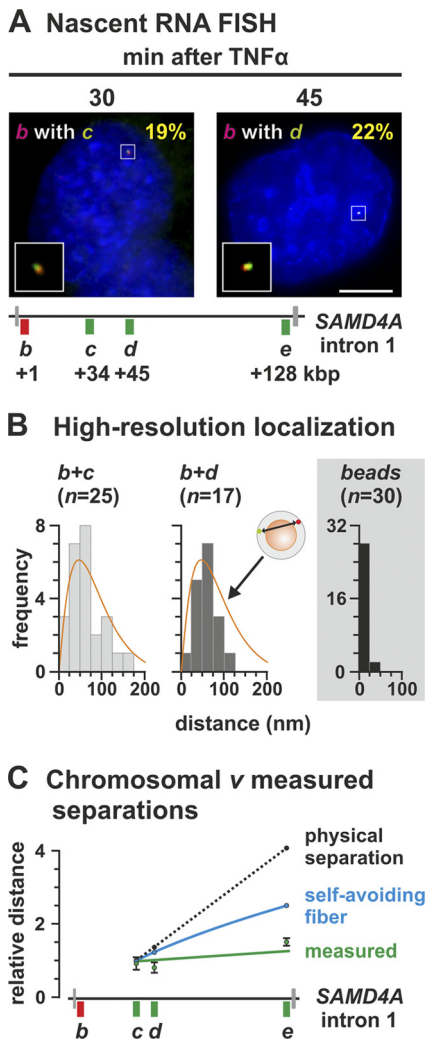 A Nascent RNA FISH
min after TNFα
30 45
b with c 19% b with d 22%
SAMD4A
intron 1
b c d e
+1 +34 +45 +128 kbp
B High-resolution localization
b+c b+d beads
(n=25) (n=17) (n=30)
8 32
4 16
0 0 0
frequency
0 100 200 0 100 200 0 100
distance (nm)
C Chromosomal v measured
separations
4
2
0
relative distance
physical
separation
self-avoiding
fiber
measured
SAMD4A
intron 1
b c d e